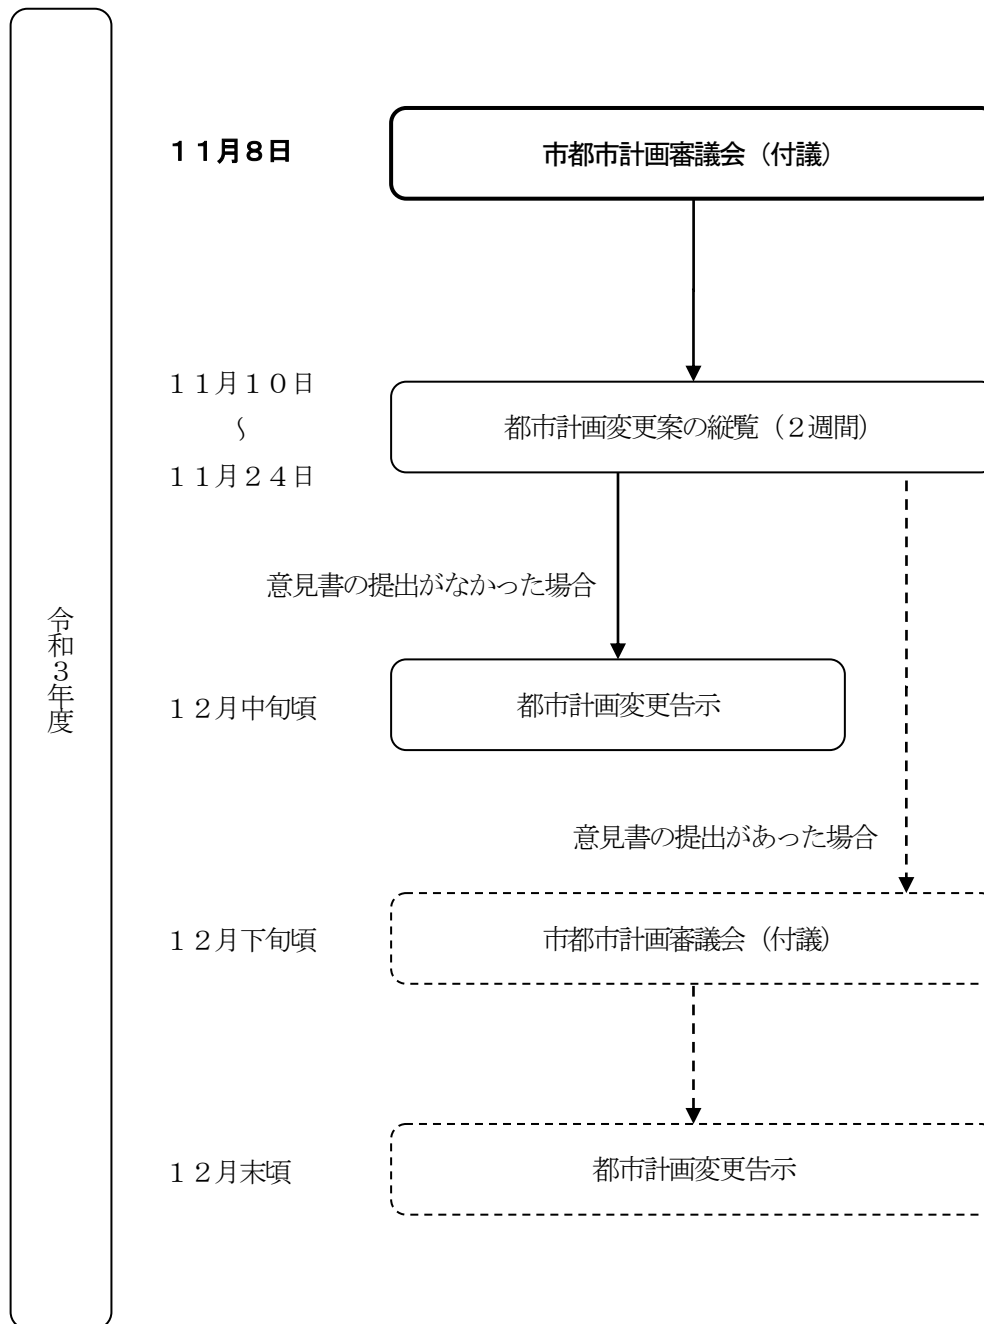 令和３年度
１１月８日
市都市計画審議会（付議）
１１月１０日
～
１１月２４日
都市計画変更案の縦覧（２週間）
意見書の提出がなかった場合
１２月中旬頃
都市計画変更告示
意見書の提出があった場合
１２月下旬頃
市都市計画審議会（付議）
１２月末頃
都市計画変更告示